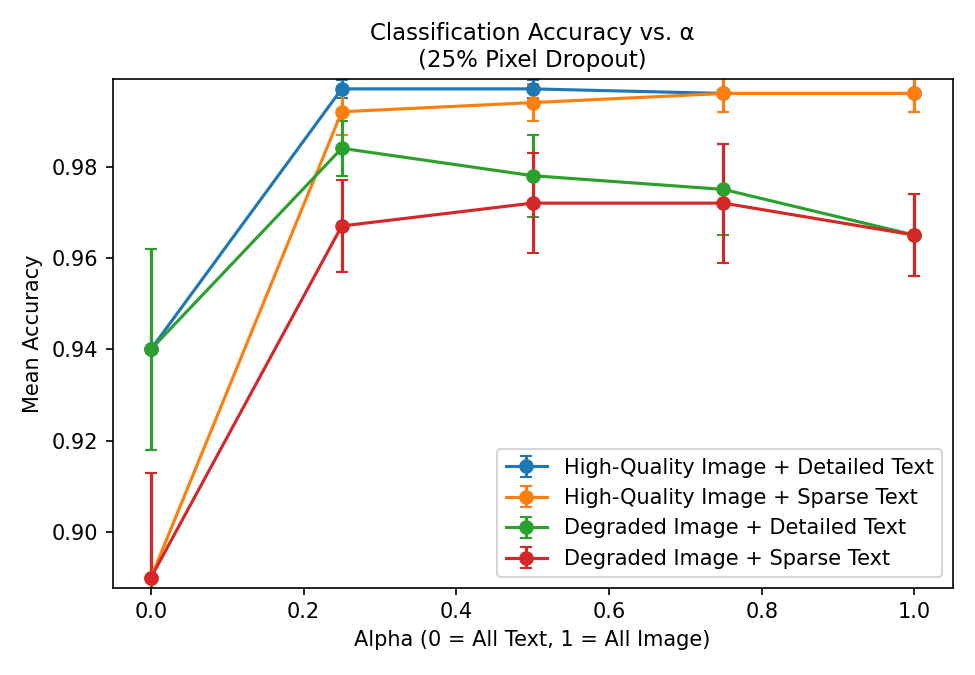 Classification Accuracy vs. α
(25% Pixel Dropout)
Mean Accuracy
0.98
0.96
0.94
0.92
0.90
High-Quality Image + Detailed Text
High-Quality Image + Sparse Text
Degraded Image + Detailed Text
Degraded Image + Sparse Text
0.0 0.2 0.4 0.6 0.8 1.0
Alpha (0 = All Text, 1 = All Image)